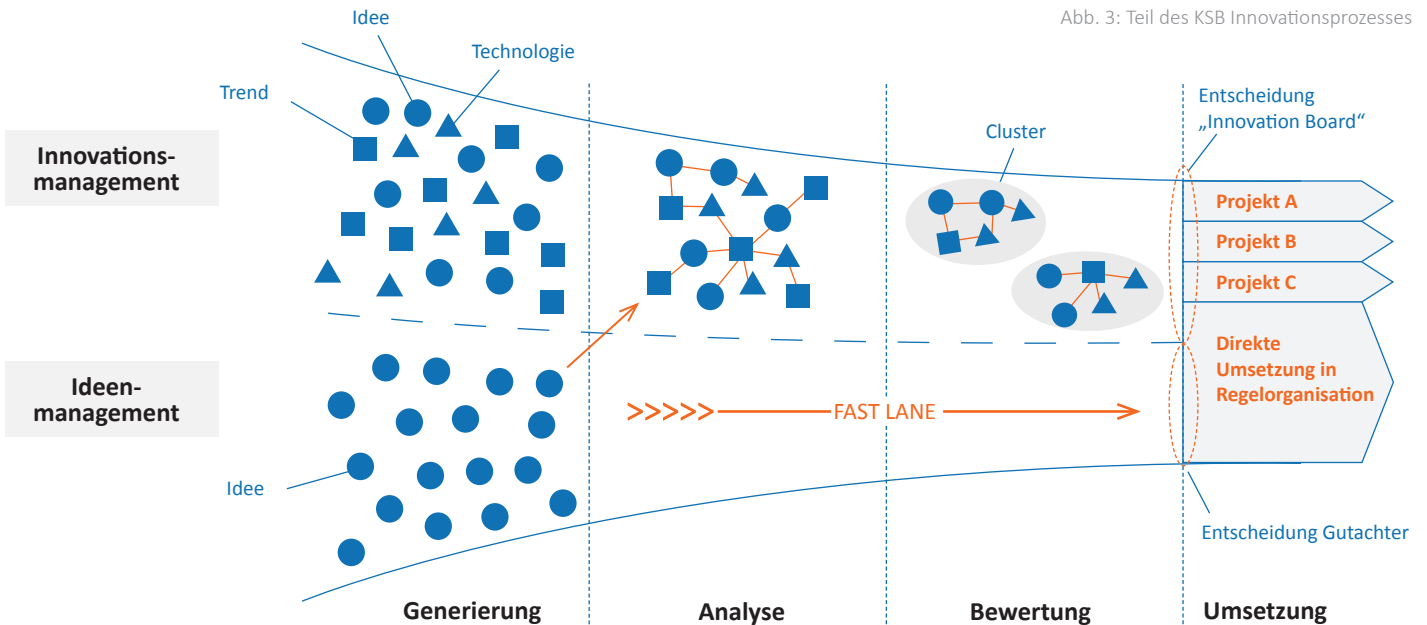 Abb. 3: Teil des KSB Innovationsprozesses
Idee
Technologie
Trend
Entscheidung
„Innovation Board“
Cluster
Innovations-
management
Projekt A
Projekt B
Projekt C
Ideen-
management
Direkte
Umsetzung in
Regelorganisation
>>>>> FAST LANE
Idee
Entscheidung Gutachter
Generierung
Analyse
Bewertung
Umsetzung